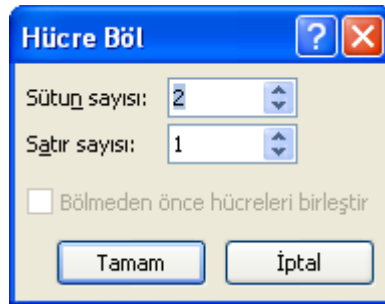 Hücre Böl
Sütun sayısı: 2
Satır sayısı: 1
Bölmeden önce hücreleri birleştir
Tamam İptal